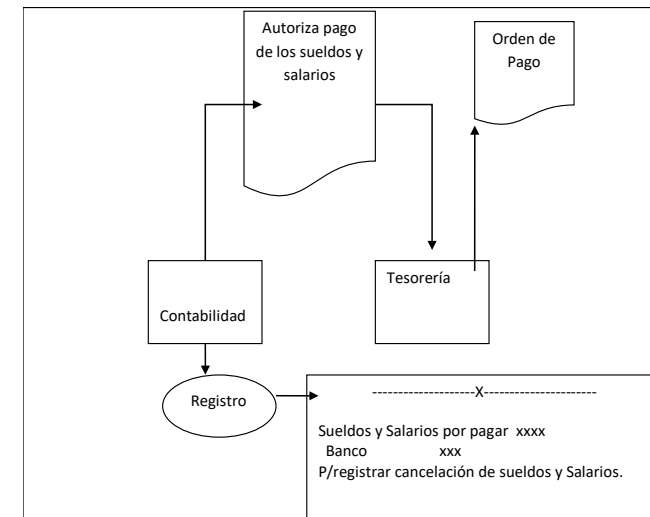 Autoriza pago
de los sueldos y
salarios
Orden de
Pago
Contabilidad
Tesorería
Registro
---------------------X----------------------
Sueldos y Salarios por pagar xxxx
Banco xxx
P/registrar cancelación de sueldos y Salarios.